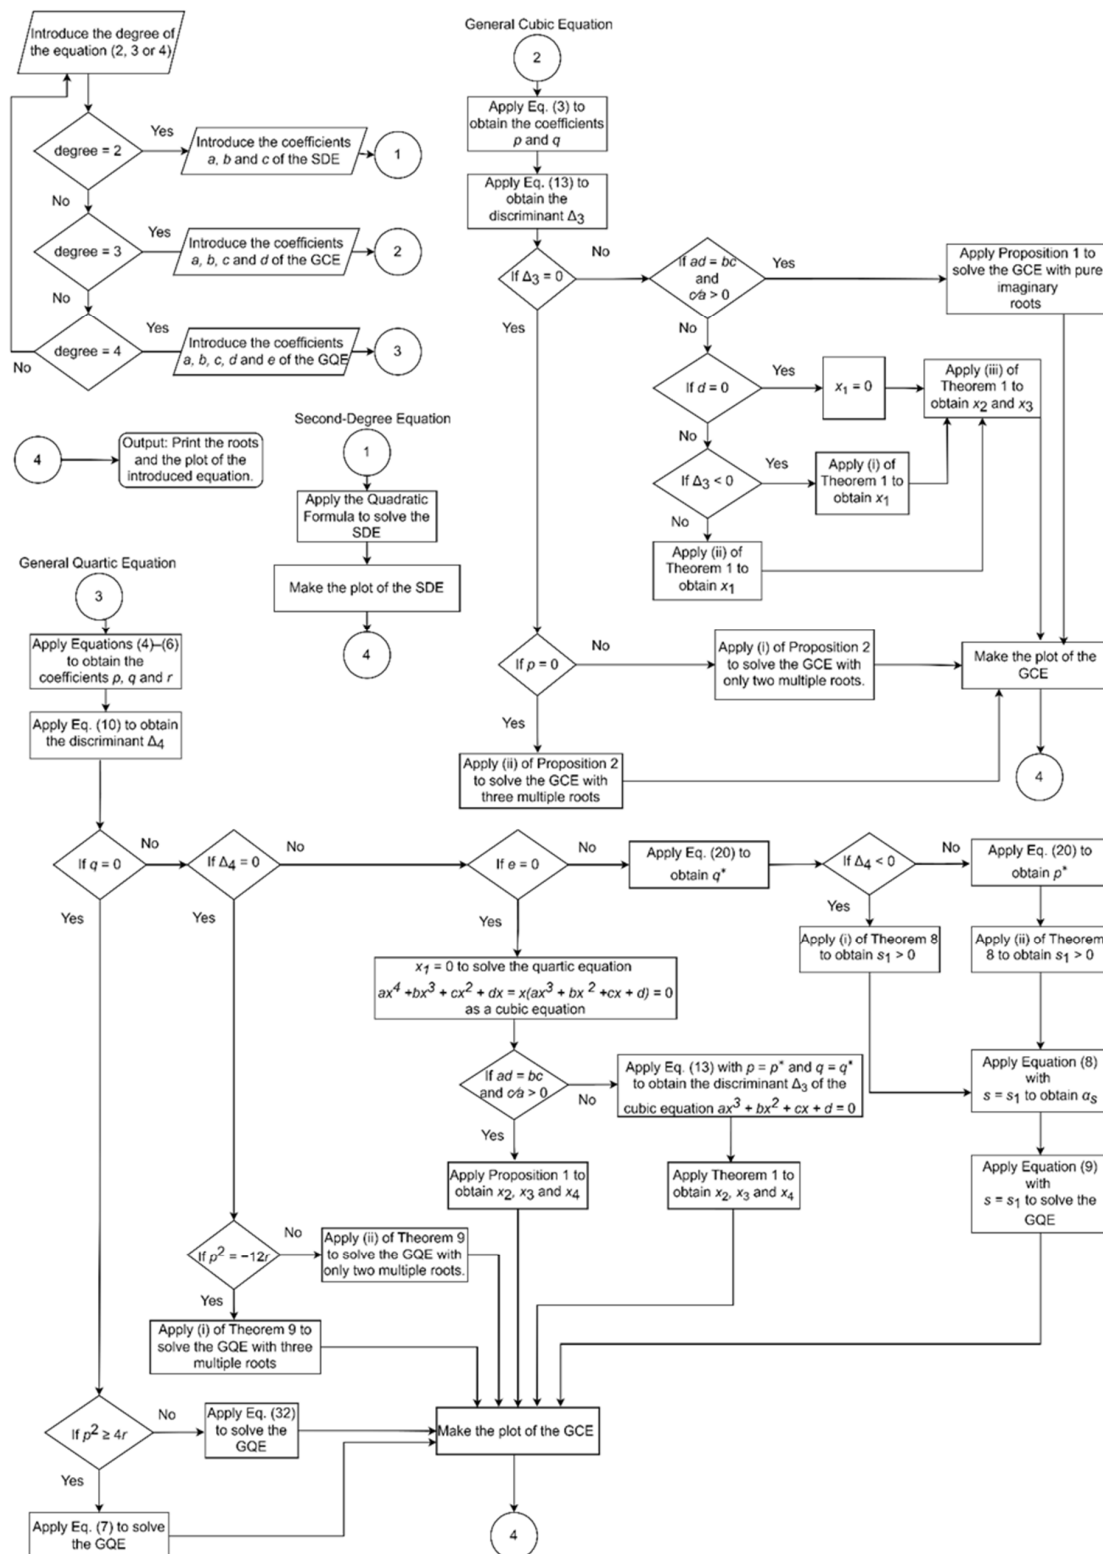 Introduce the degree of
the equation (2, 3 or 4)
degree = 2
Yes
Introduce the coefficients
a, b and c of the SDE
1
No
degree = 3
Yes
Introduce the coefficients
a, b, c and d of the GCE
2
No
degree = 4
Yes
Introduce the coefficients
a, b, c, d and e of the GQE
3
No
4
Output: Print the roots
and the plot of the
introduced equation.
Second-Degree Equation
1
Apply the Quadratic
Formula to solve the
SDE
Make the plot of the SDE
4
General Cubic Equation
2
Apply Eq. (3) to
obtain the coefficients
p and q
Apply Eq. (13) to
obtain the
discriminant Δ3
If Δ3 = 0
No
If ad = bc
and
c⁄a > 0
Yes
Apply Proposition 1 to
solve the GCE with pure
imaginary
roots
Yes
No
If d = 0
Yes
x1 = 0
Apply (iii) of
Theorem 1 to
obtain x2 and x3
No
If Δ3 < 0
Yes
Apply (i) of
Theorem 1 to
obtain x1
No
Apply (ii) of
Theorem 1 to
obtain x1
If p = 0
No
Apply (i) of Proposition 2
to solve the GCE with
only two multiple roots.
Make the plot of the
GCE
Yes
Apply (ii) of Proposition 2
to solve the GCE with
three multiple roots
4
General Quartic Equation
3
Apply Equations (4)–(6)
to obtain the
coefficients p, q and r
Apply Eq. (10) to obtain
the discriminant Δ4
If q = 0
No
If Δ4 = 0
No
If e = 0
No
Apply Eq. (20) to
obtain q*
If Δ4 < 0
No
Apply Eq. (20) to
obtain p*
Yes
Yes
Yes
Yes
Apply (i) of Theorem 8
to obtain s1 > 0
Apply (ii) of Theorem
8 to obtain s1 > 0
x1 = 0 to solve the quartic equation
ax^4 +bx^3 + cx^2 + dx = x(ax^3 + bx^2 +cx + d) = 0
as a cubic equation
If ad = bc
and c⁄a > 0
No
Apply Eq. (13) with p = p* and q = q*
to obtain the discriminant Δ3 of the
cubic equation ax^3 + bx^2 + cx + d = 0
Apply Equation (8)
with
s = s1 to obtain αs
Yes
Apply Proposition 1 to
obtain x2, x3 and x4
Apply Theorem 1 to
obtain x2, x3 and x4
Apply Equation (9)
with
s = s1 to solve the
GQE
If p^2 = −12r
No
Apply (ii) of Theorem 9
to solve the GQE with
only two multiple roots.
Yes
Apply (i) of Theorem 9 to
solve the GQE with three
multiple roots
If p^2 ≥ 4r
No
Apply Eq. (32)
to solve the
GQE
Make the plot of the GCE
Yes
Apply Eq. (7) to solve
the GQE
4